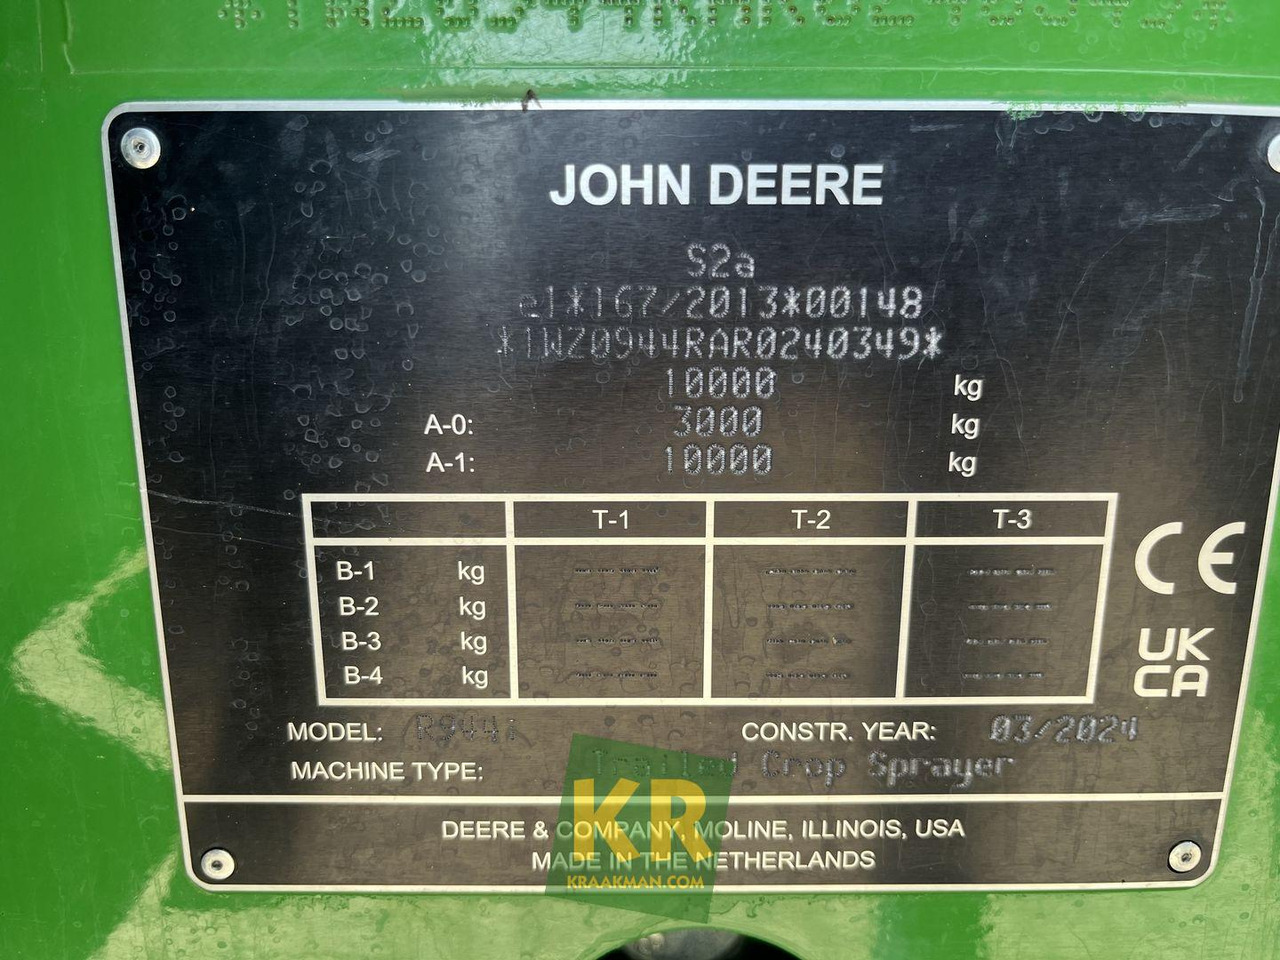 JOHN DEERE
S2a
e1*167/2013*00148
*1WZ0944RAR0240349*
10000 kg
A-0: 3000 kg
A-1: 10000 kg
T-1 T-2 T-3
B-1 kg --- --- ---
B-2 kg --- --- ---
B-3 kg --- --- ---
B-4 kg --- --- ---
CE
UK
CA
MODEL: R944i CONSTR. YEAR: 03/2024
MACHINE TYPE: Trailed Crop Sprayer
DEERE & COMPANY, MOLINE, ILLINOIS, USA
MADE IN THE NETHERLANDS
KR
KRAAKMAN.COM